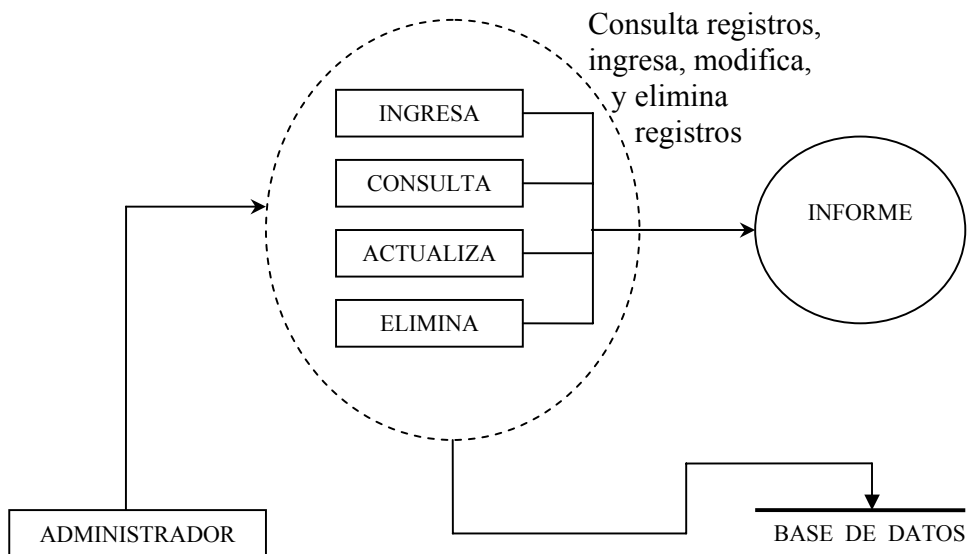 Consulta registros,
ingresa, modifica,
y elimina
registros
INGRESA
CONSULTA
ACTUALIZA
ELIMINA
INFORME
ADMINISTRADOR
BASE DE DATOS